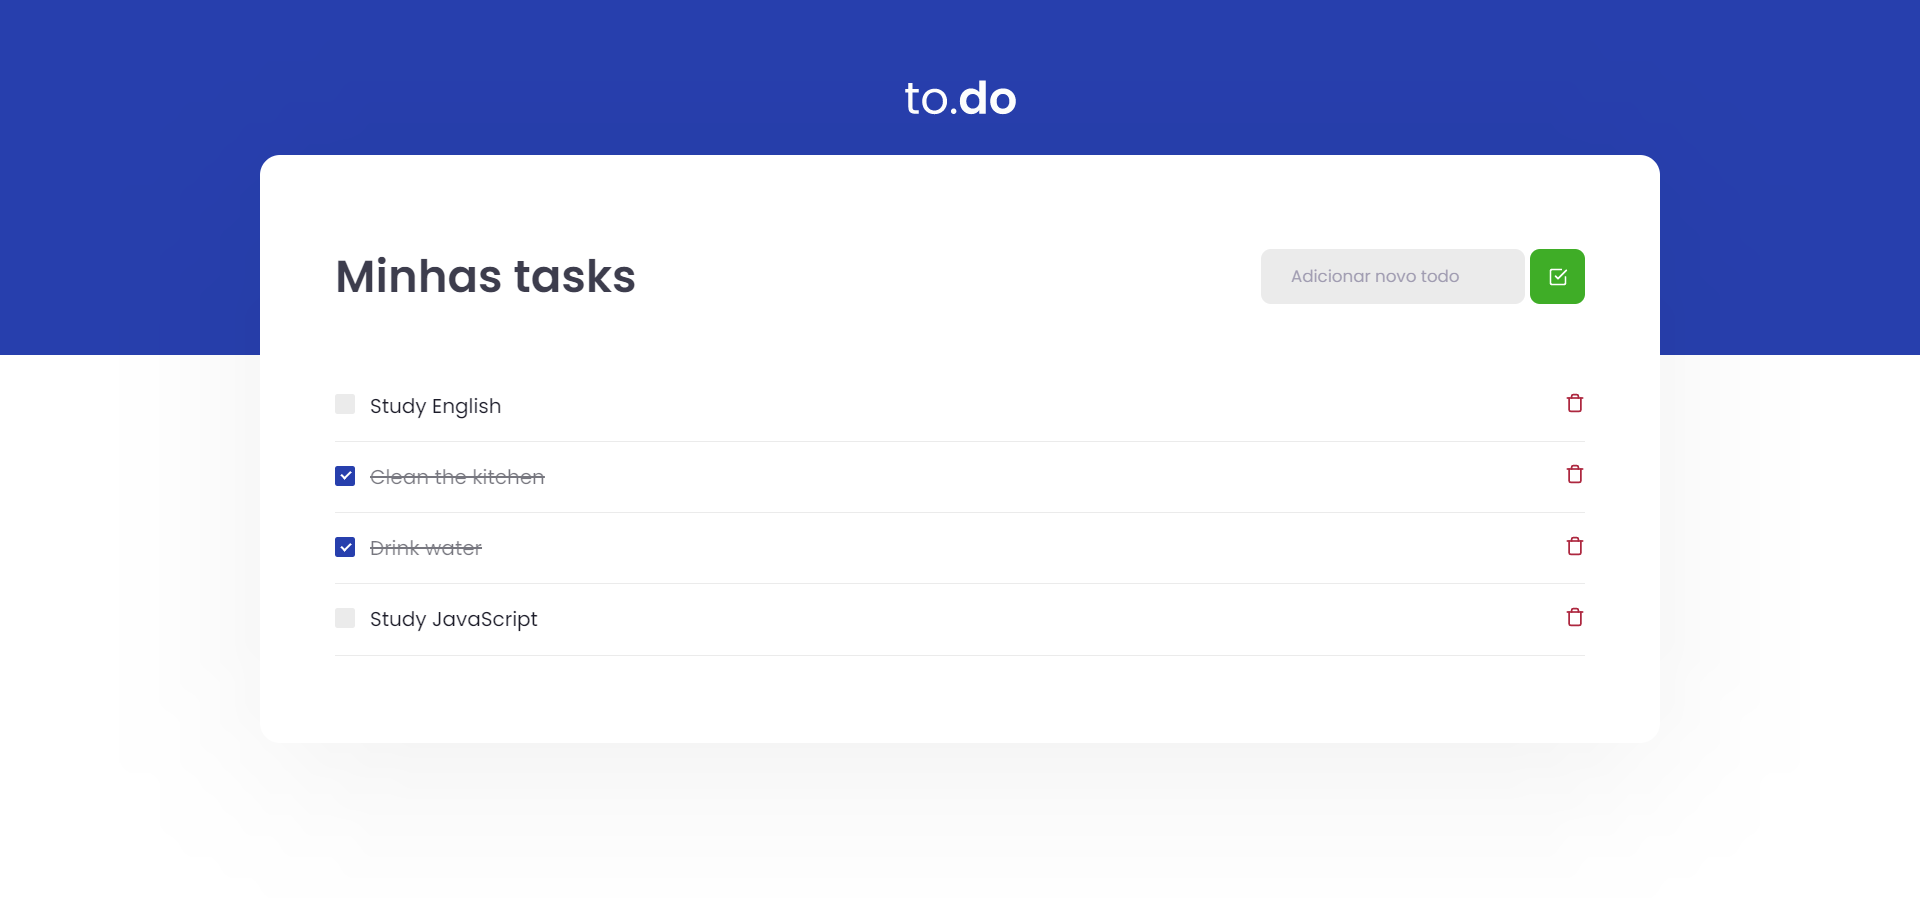 to.do
Minhas tasks
Adicionar novo todo
Study English
Clean the kitchen
Drink water
Study JavaScript